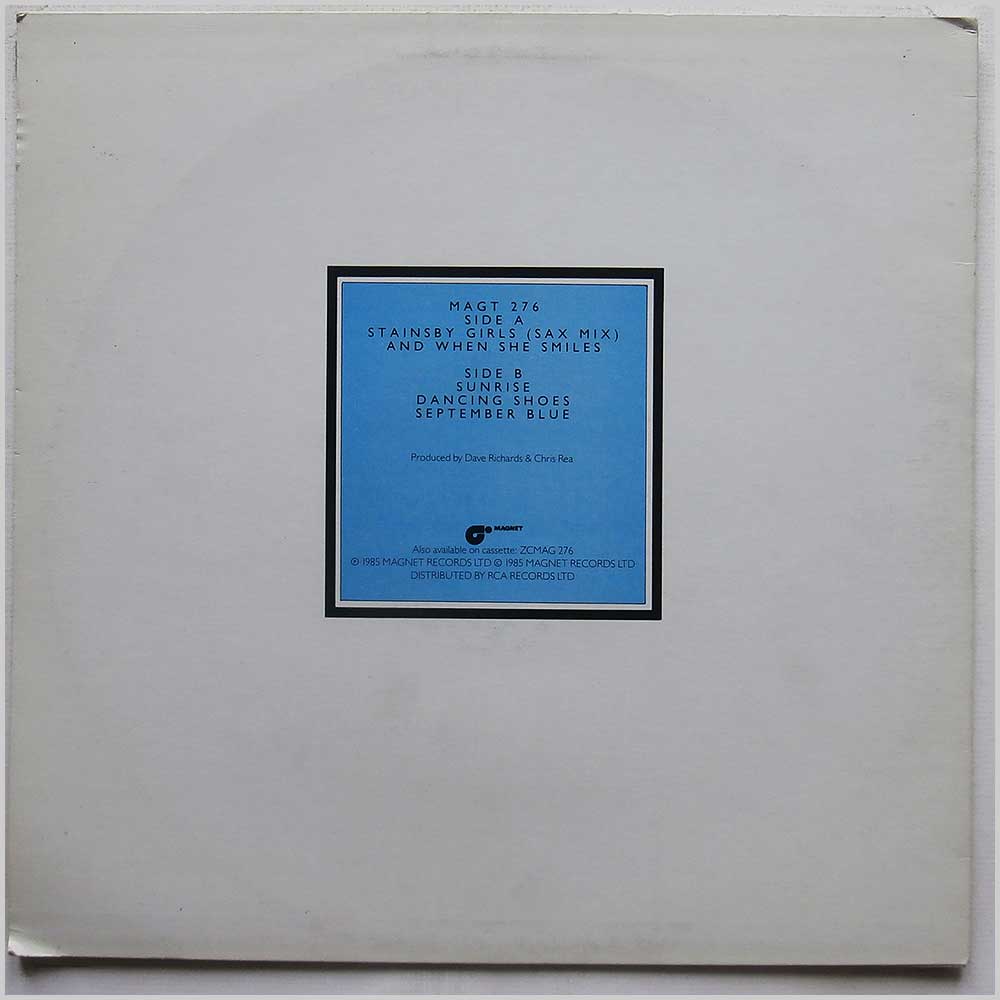 MAGT 276
SIDE A
STAINSBY GIRLS (SAX MIX)
AND WHEN SHE SMILES
SIDE B
SUNRISE
DANCING SHOES
SEPTEMBER BLUE
Produced by Dave Richards & Chris Rea
MAGNET
Also available on cassette: ZCMAG 276
℗ 1985 MAGNET RECORDS LTD © 1985 MAGNET RECORDS LTD
DISTRIBUTED BY RCA RECORDS LTD